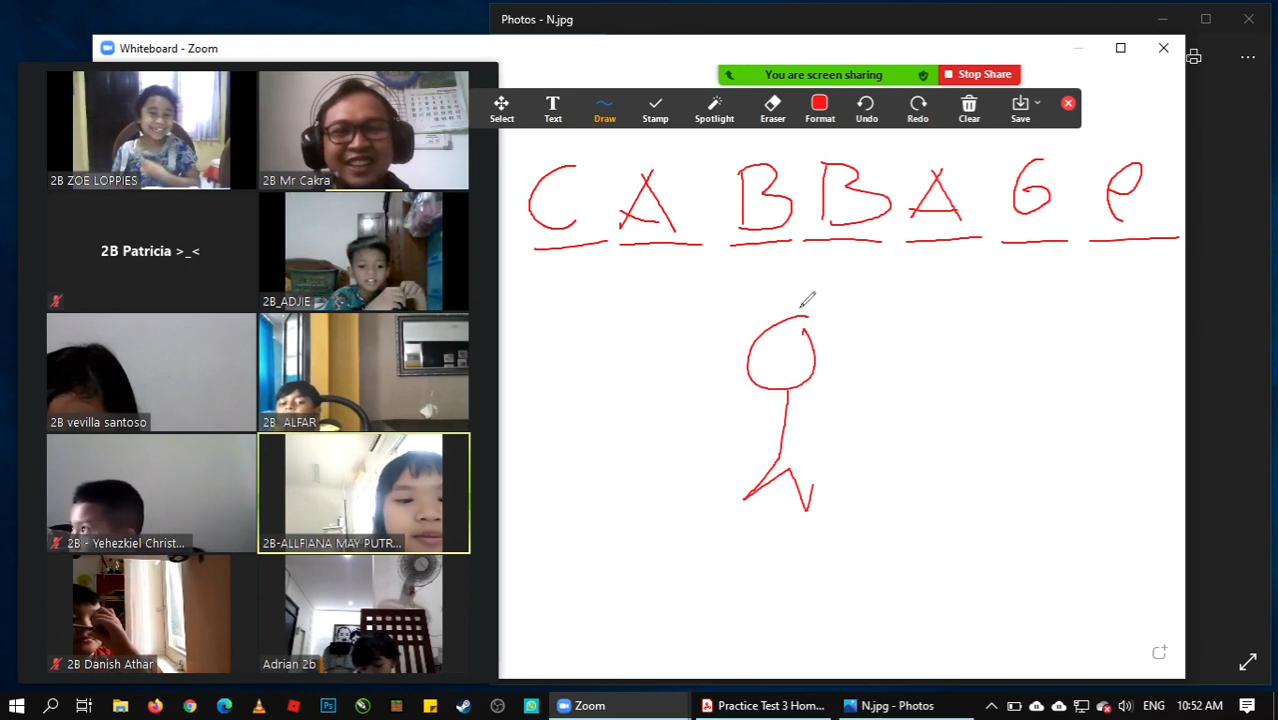 Photos - N.jpg
Whiteboard - Zoom
You are screen sharing
Stop Share
Select
Text
Draw
Stamp
Spotlight
Eraser
Format
Undo
Redo
Clear
Save
C A B B A G e
2B ZOE LOPPIES
2B Mr Cakra
2B Patricia >_<
2B_ADJIE
2B vevilla santoso
2B_ ALFAR
2B - Yehezkiel Christ...
2B-ALLFIANA MAY PUTR...
2B Danish Athar
Adrian 2b
Ps
Zoom
Practice Test 3 Hom...
N.jpg - Photos
ENG
10:52 AM